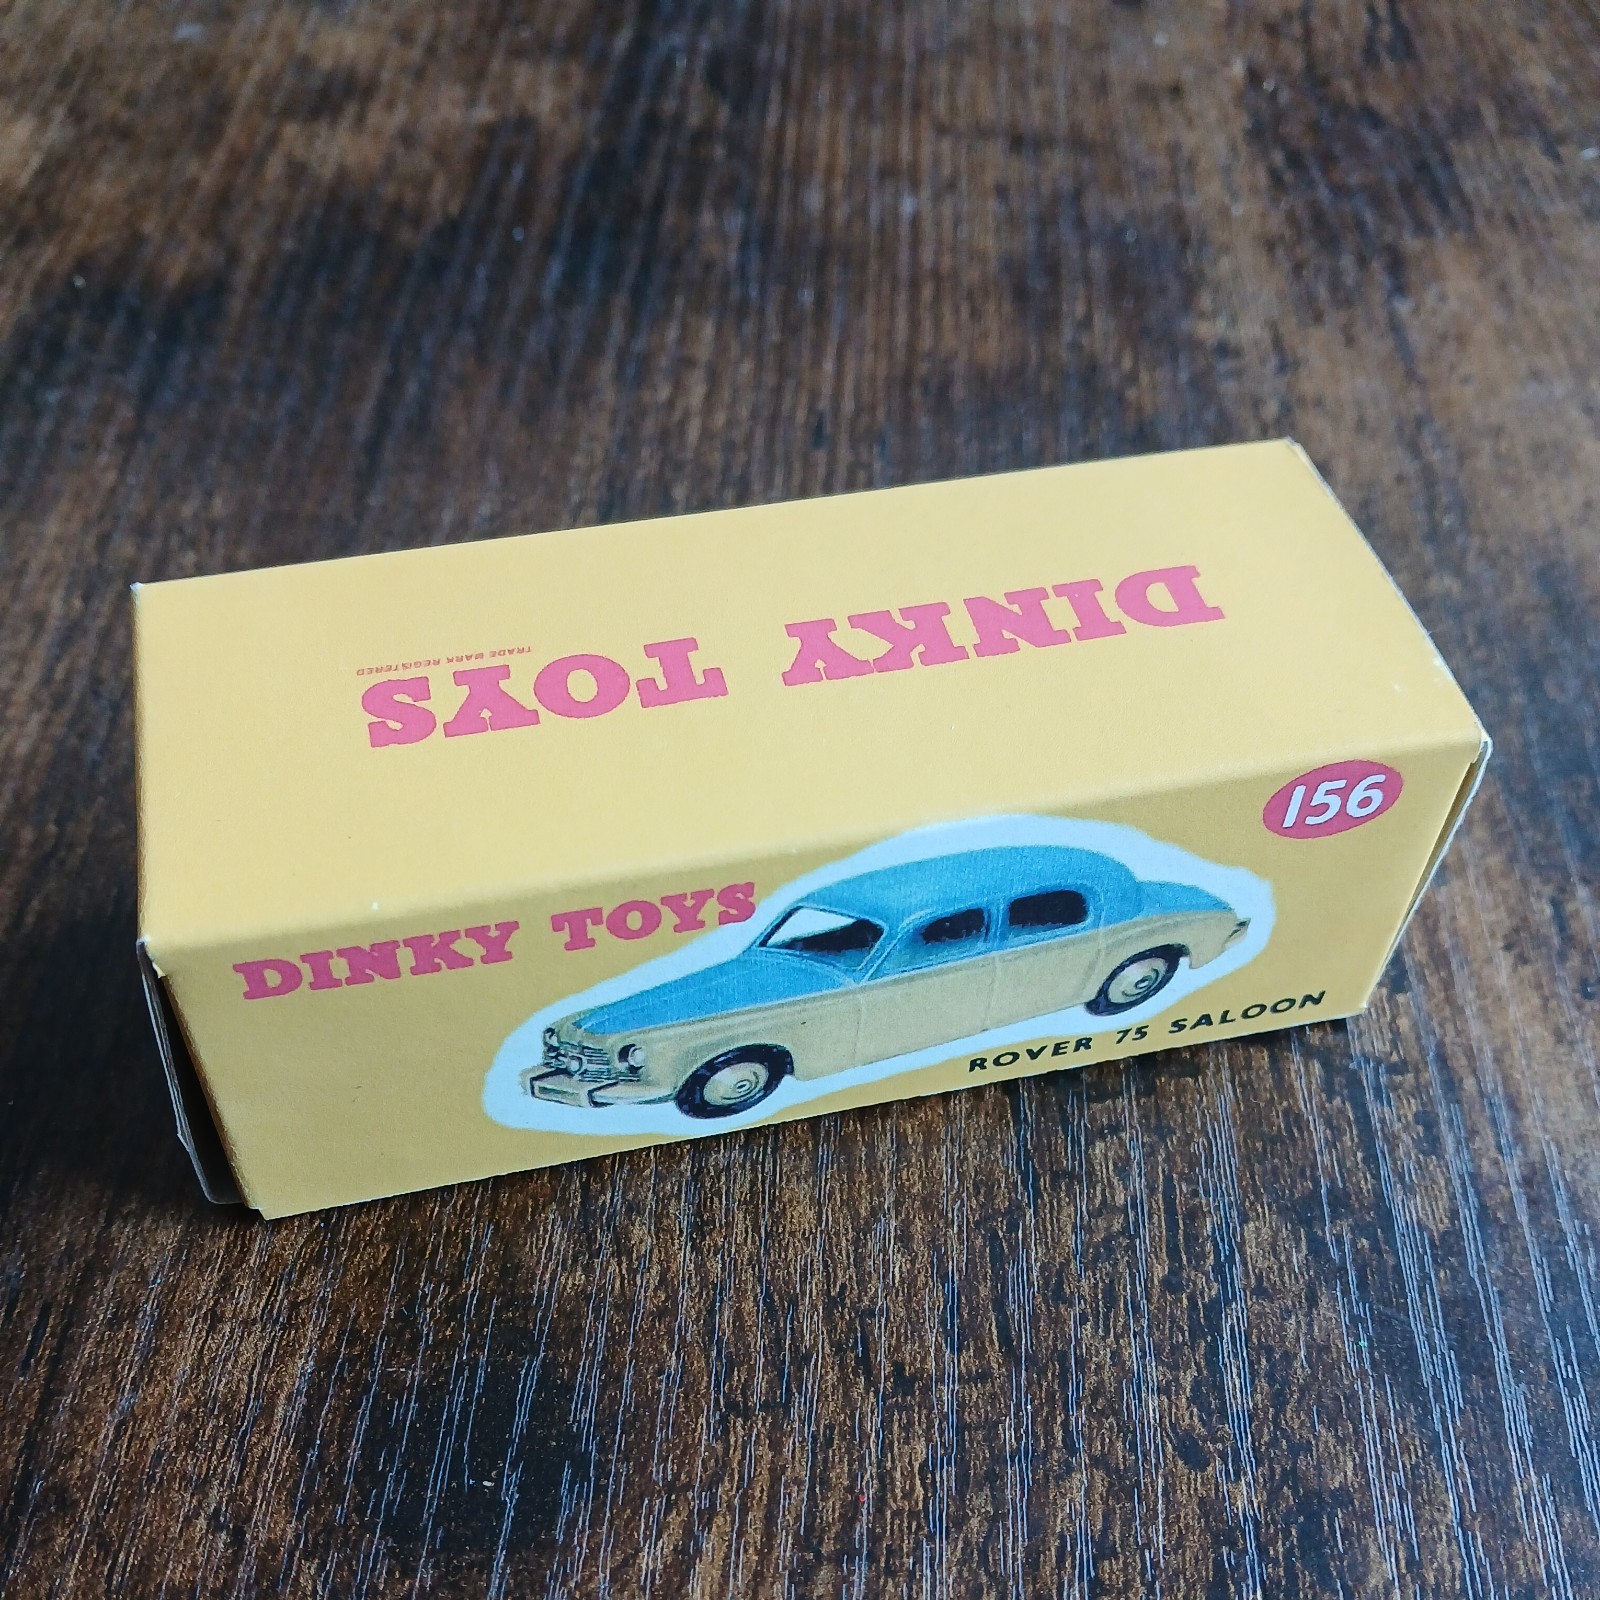 DINKY TOYS
TRADE MARK REGISTERED
156
DINKY TOYS
ROVER 75 SALOON